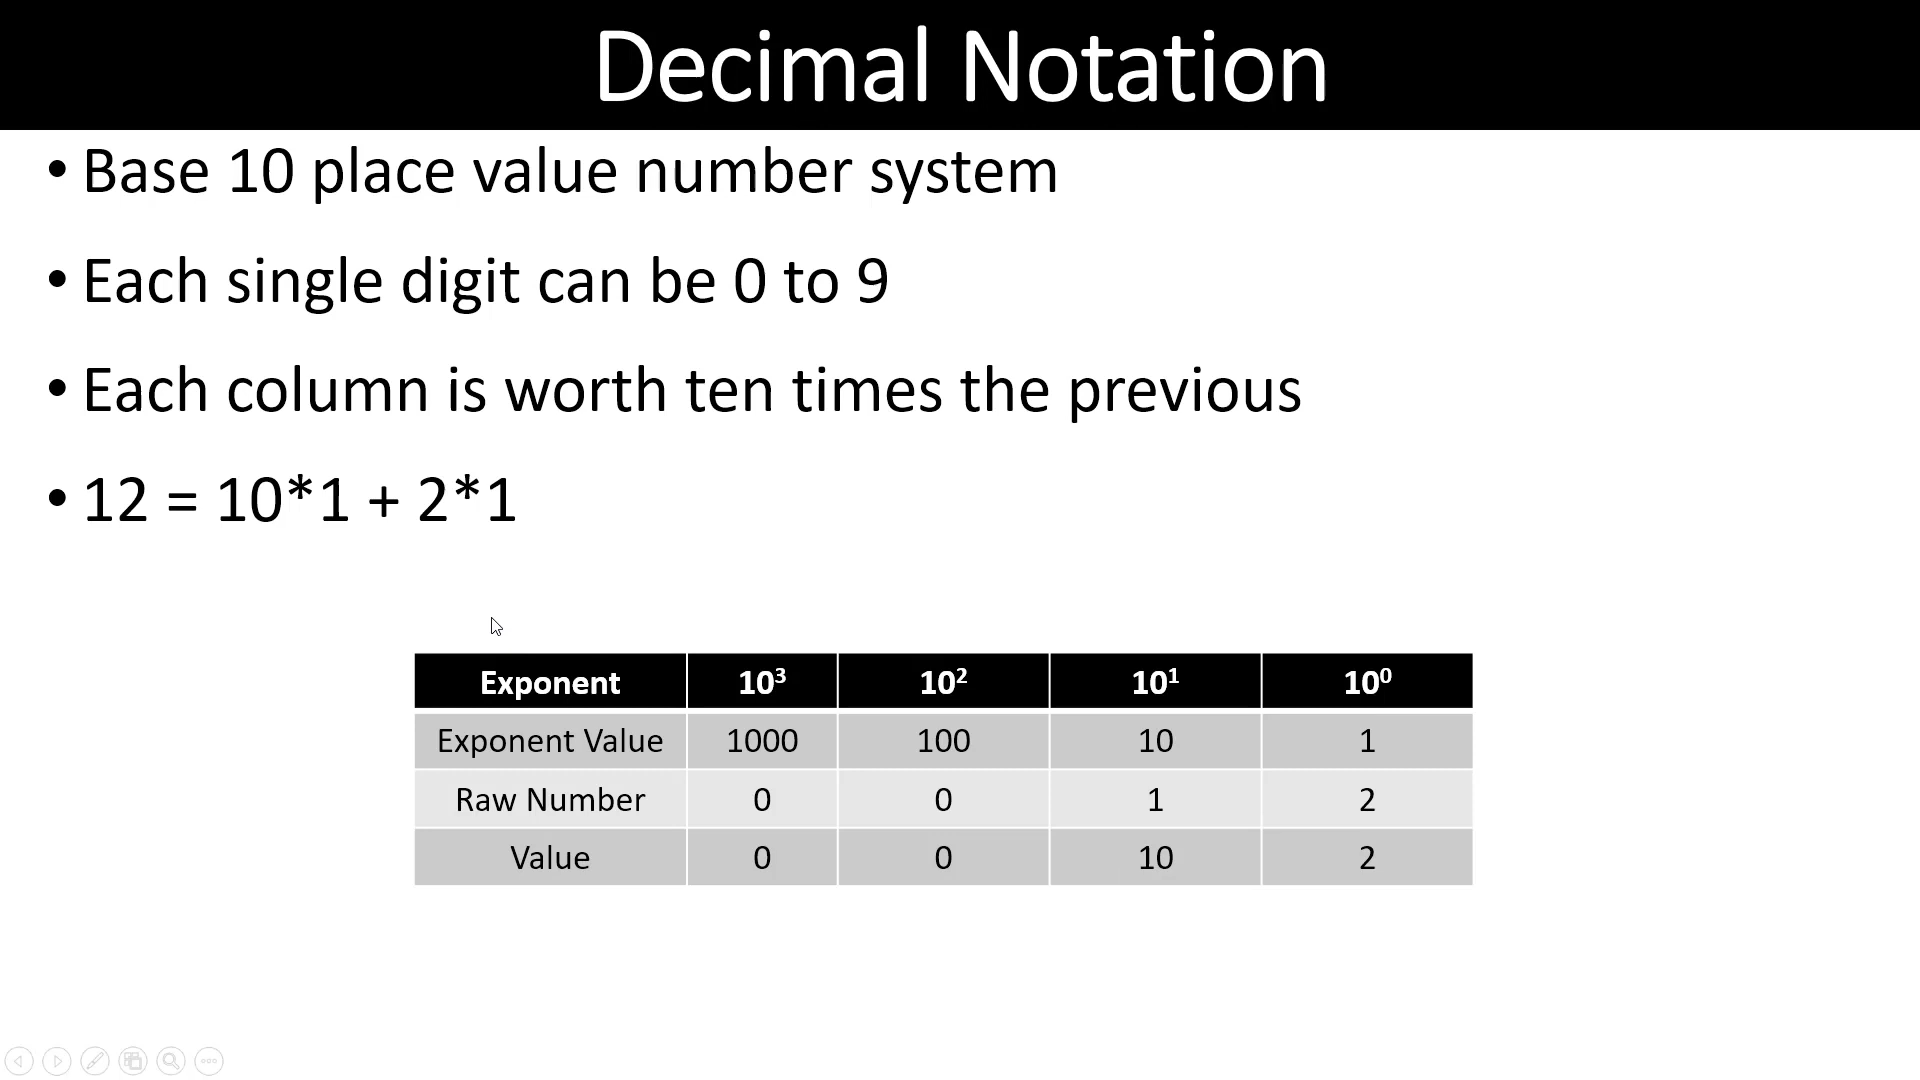 Decimal Notation
• Base 10 place value number system
• Each single digit can be 0 to 9
• Each column is worth ten times the previous
• 12 = 10*1 + 2*1
Exponent 10³ 10² 10¹ 10⁰
Exponent Value 1000 100 10 1
Raw Number 0 0 1 2
Value 0 0 10 2